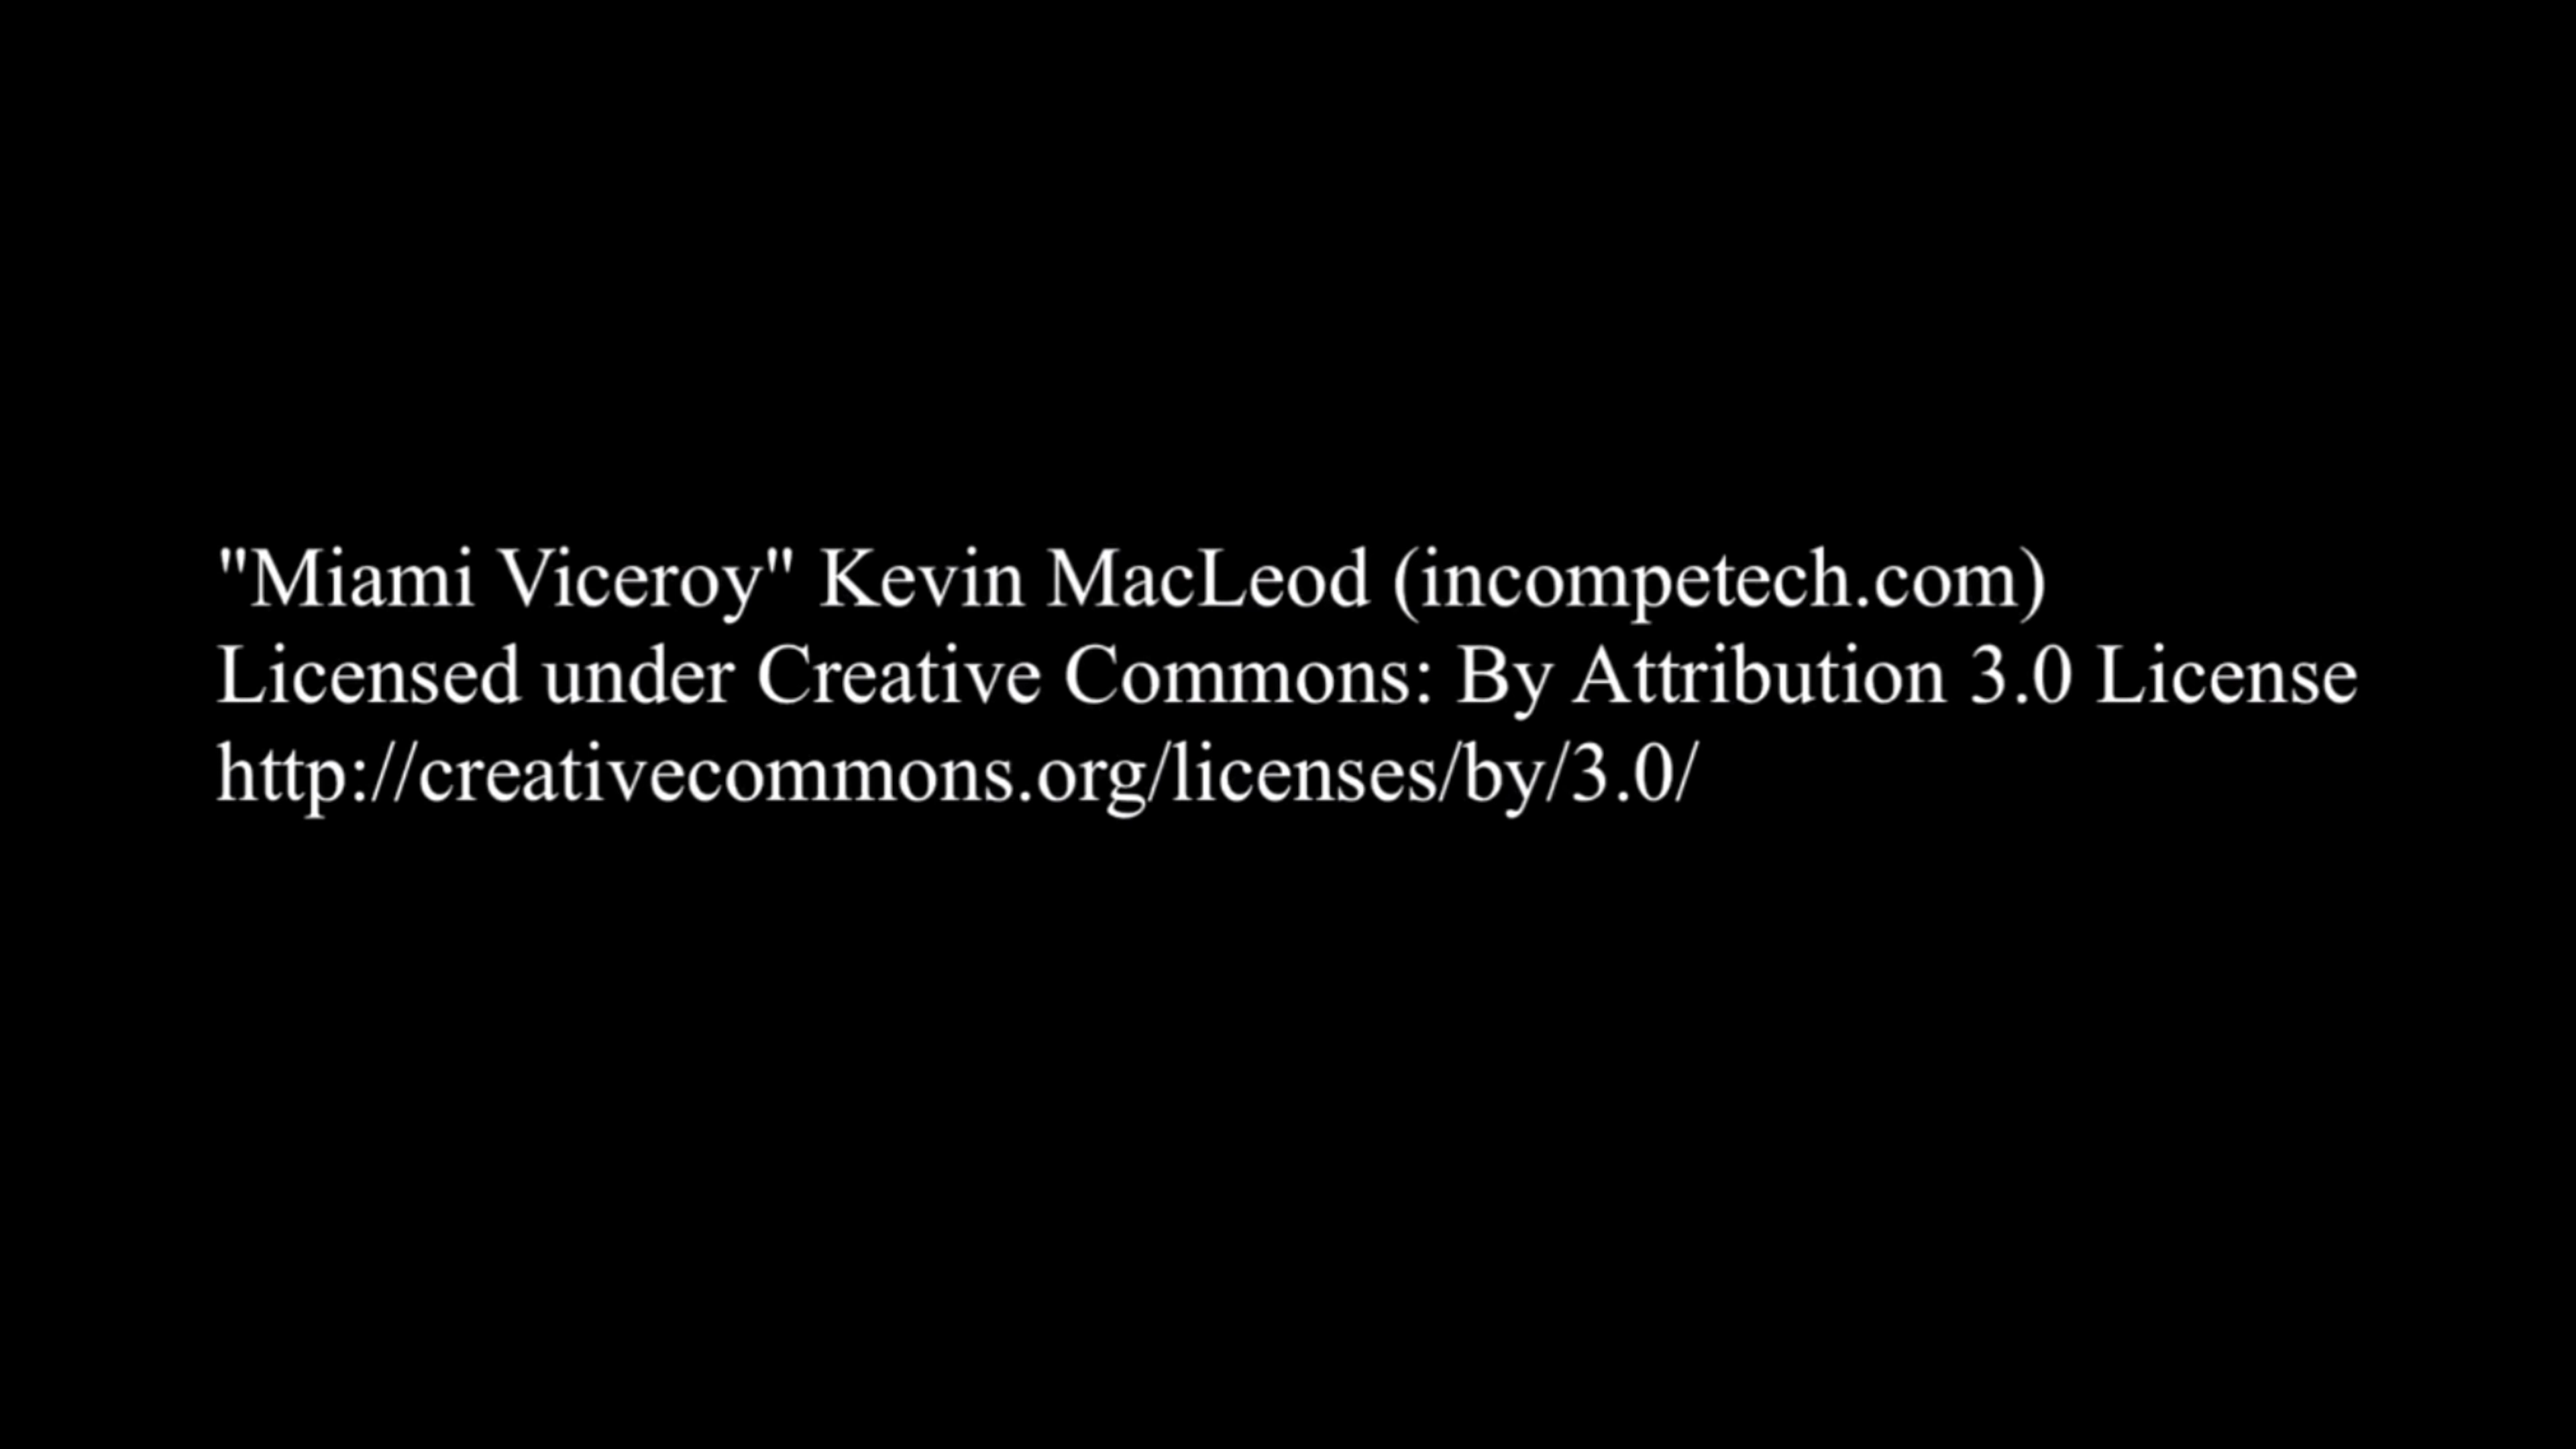 "Miami Viceroy" Kevin MacLeod (incompetech.com)
Licensed under Creative Commons: By Attribution 3.0 License
http://creativecommons.org/licenses/by/3.0/